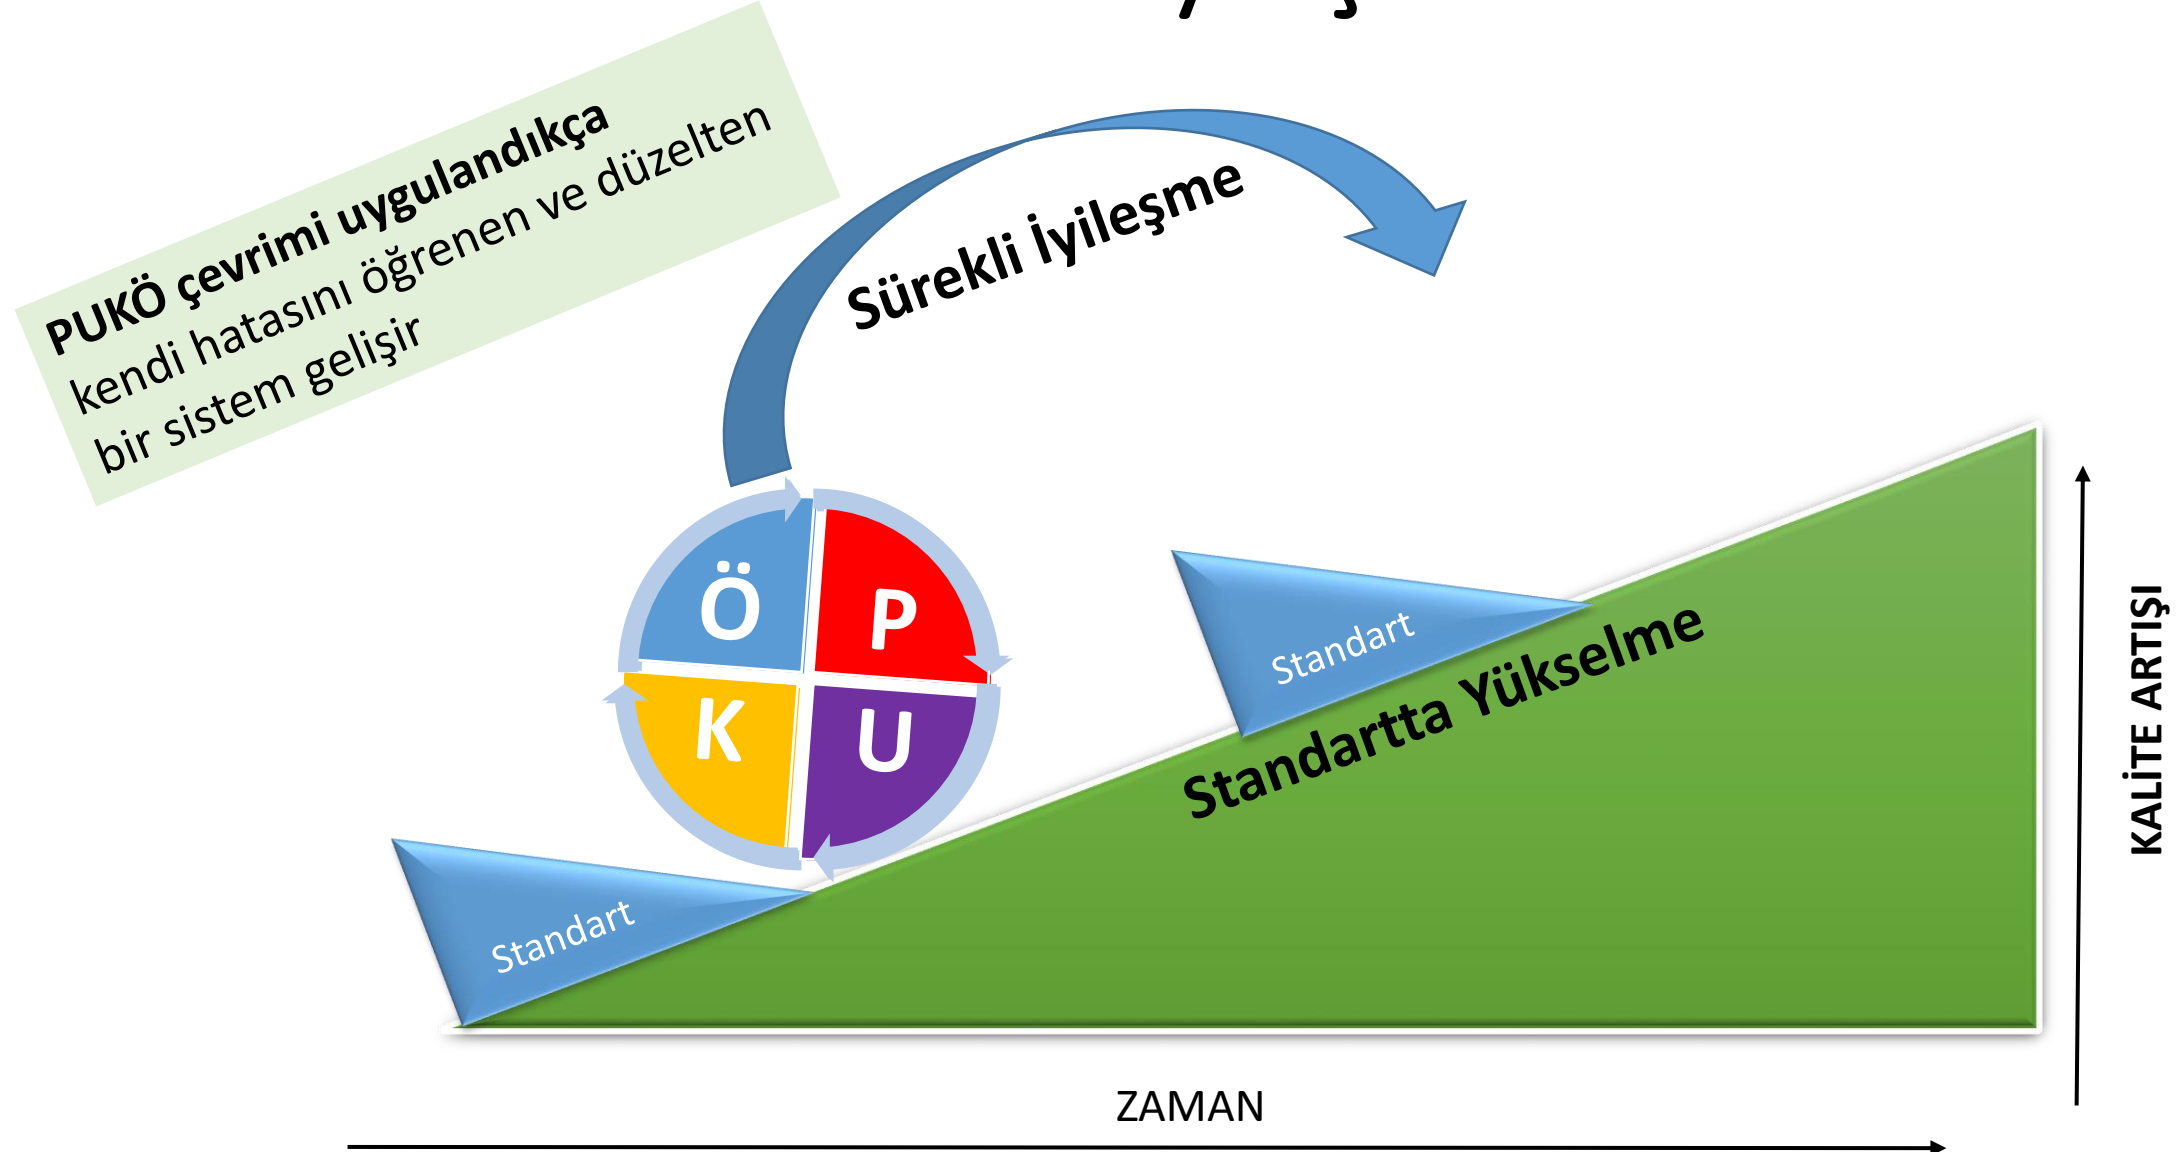 PUKÖ çevrimi uygulandıkça
kendi hatasını öğrenen ve düzelten
bir sistem gelişir
Sürekli İyileşme
Ö
P
K
U
Standart
Standartta Yükselme
Standart
KALİTE ARTIŞI
ZAMAN